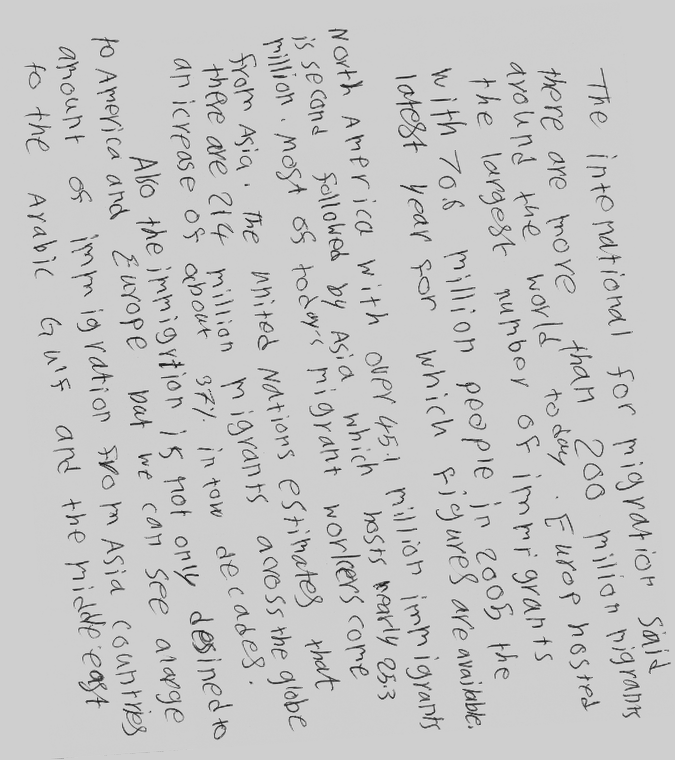 The intenational for migration said
there are more than 200 million migrants
around the world today. Europ hosted
the largest number of immigrants
with 70.6 million people in 2005 the
latest year for which figures are available.
North America with over 45.1 million immigrants
is second followed by Asia which hosts nearly 25.3
million. most of today's migrant workers come
from Asia. The united Nations estimates that
there are 214 million migrants across the globe
an icrease of about 37% in tow decades.
Also the immigrtion is not only desined to
to America and Europe but we can see alarge
amount of immigration from Asia countries
to the Arabic Gulf and the middle east